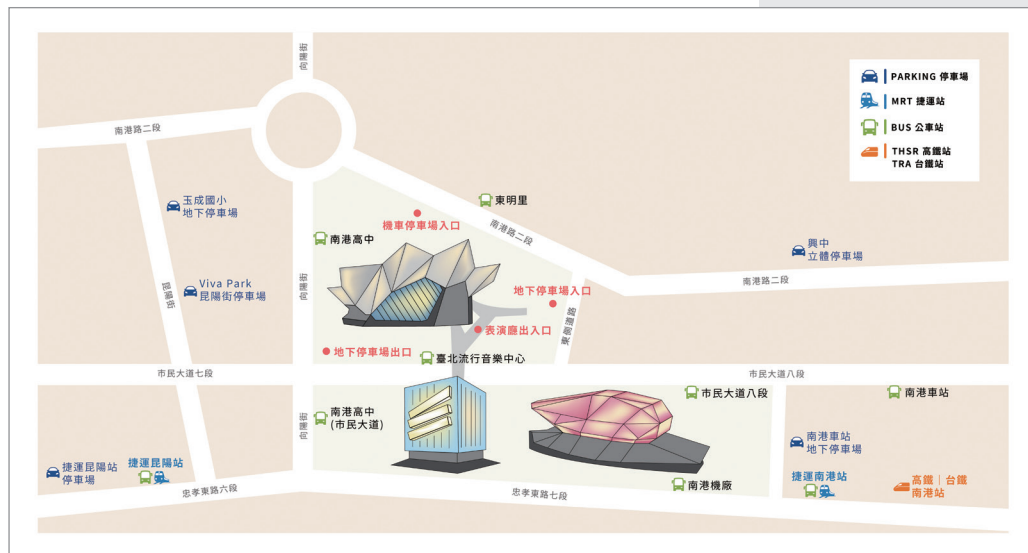 向陽街
PARKING 停車場
MRT 捷運站
BUS 公車站
THSR 高鐵站
TRA 台鐵站
南港路二段
玉成國小
地下停車場
東明里
機車停車場入口
南港高中
南港路二段
興中
立體停車場
Viva Park
昆陽街停車場
昆陽街
向陽街
南港路二段
地下停車場入口
東側道路
表演廳出入口
地下停車場出口
臺北流行音樂中心
市民大道七段
市民大道八段
市民大道八段
南港車站
南港高中
(市民大道)
向陽街
南港車站
地下停車場
捷運昆陽站
停車場
捷運昆陽站
忠孝東路六段
忠孝東路七段
南港機廠
捷運南港站
高鐵｜台鐵
南港站